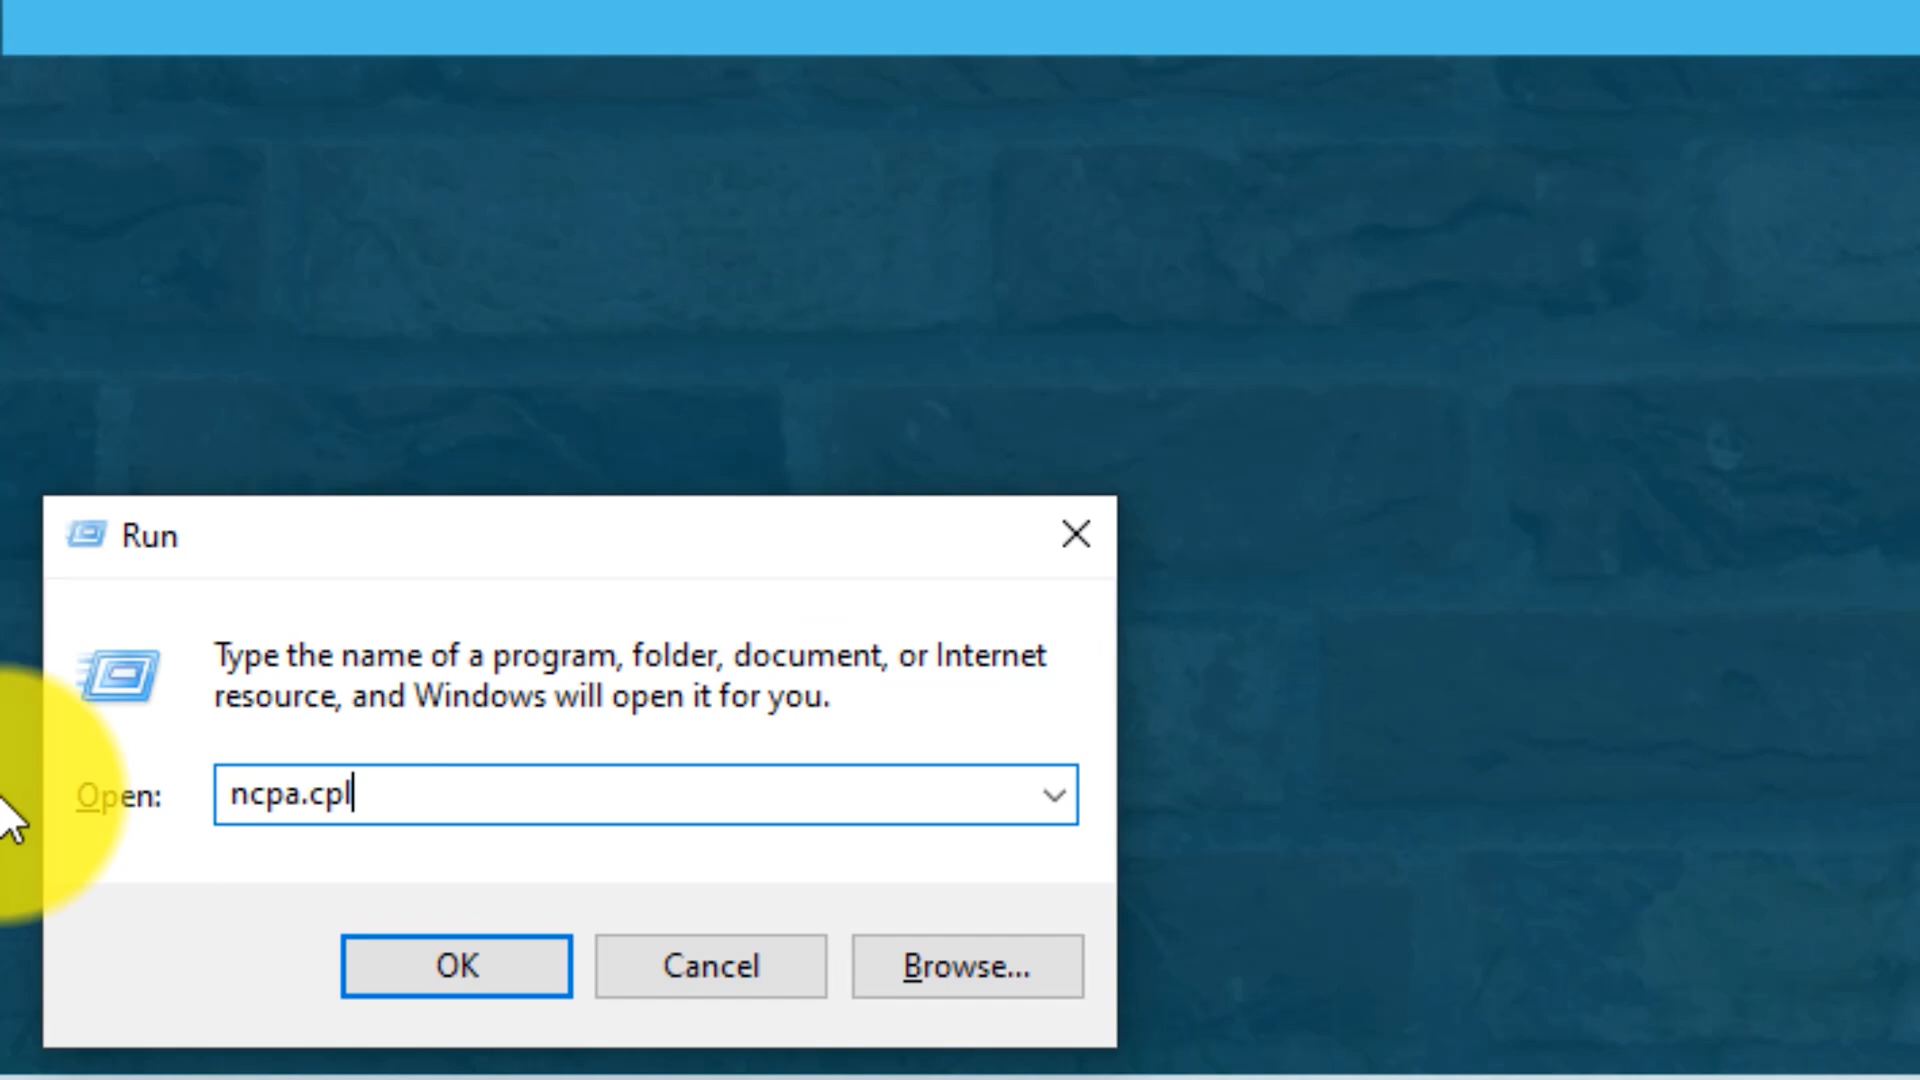 Run
Type the name of a program, folder, document, or Internet
resource, and Windows will open it for you.
Open: ncpa.cpl
OK Cancel Browse...